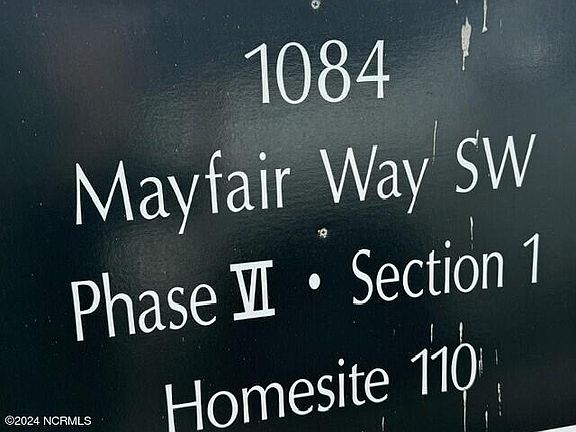 1084
Mayfair Way SW
Phase VI • Section 1
Homesite 110
©2024 NCRMLS